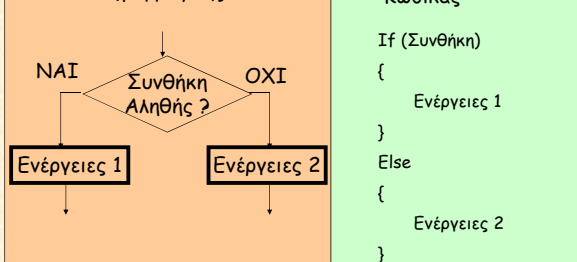 Κώδικας
ΝΑΙ
Συνθήκη
Αληθής ?
ΟΧΙ
Ενέργειες 1
Ενέργειες 2
If (Συνθήκη)
{
Ενέργειες 1
}
Else
{
Ενέργειες 2
}